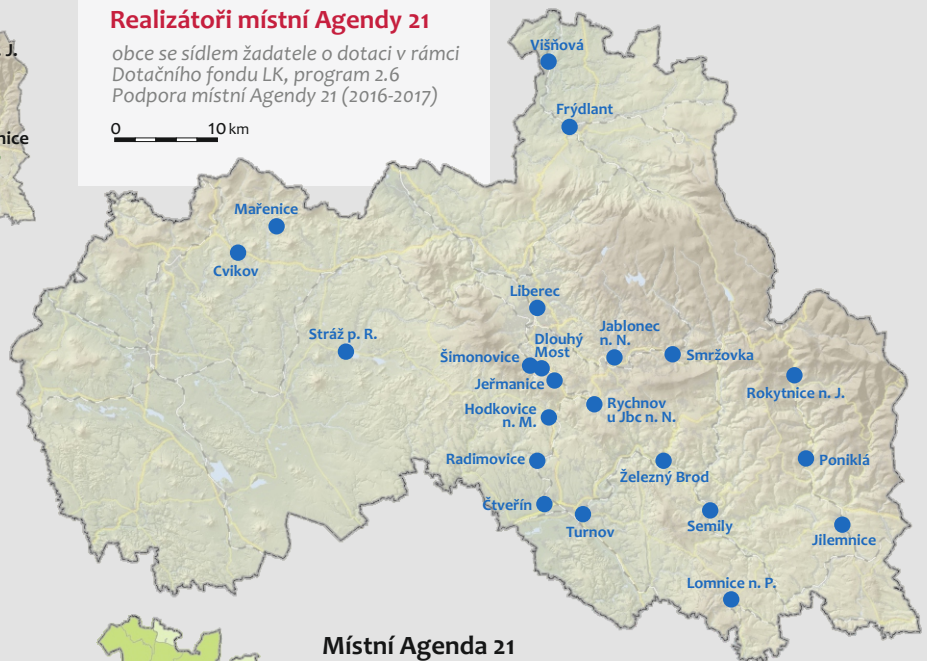 Realizátoři místní Agendy 21
obce se sídlem žadatele o dotaci v rámci
Dotačního fondu LK, program 2.6
Podpora místní Agendy 21 (2016-2017)
0 10 km
J.
nice
Višňová
Frýdlant
Mařenice
Cvikov
Liberec
Stráž p. R.
Jablonec
n. N.
Dlouhý
Most
Šimonovice
Smržovka
Jeřmanice
Rokytnice n. J.
Hodkovice
n. M.
Rychnov
u Jbc n. N.
Radimovice
Železný Brod
Poniklá
Čtveřín
Turnov
Semily
Jilemnice
Lomnice n. P.
Místní Agenda 21